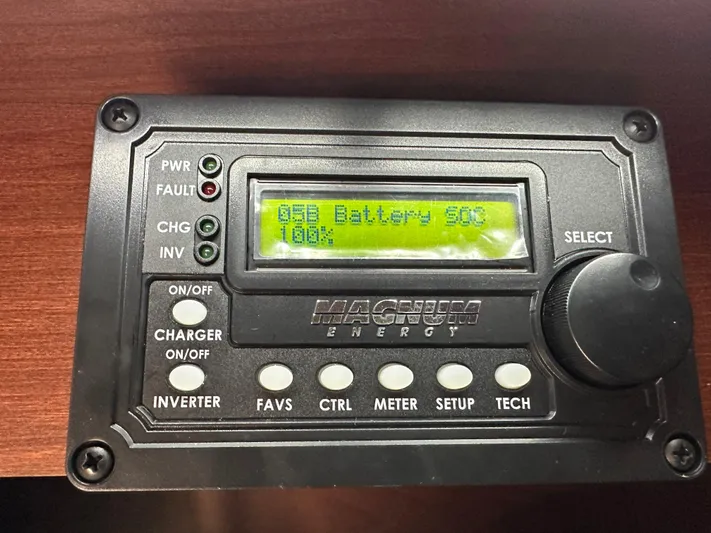 PWR
FAULT
CHG
INV
05B Battery SOC
100%
SELECT
ON/OFF
CHARGER
ON/OFF
INVERTER
MAGNUM
ENERGY
FAVS
CTRL
METER
SETUP
TECH